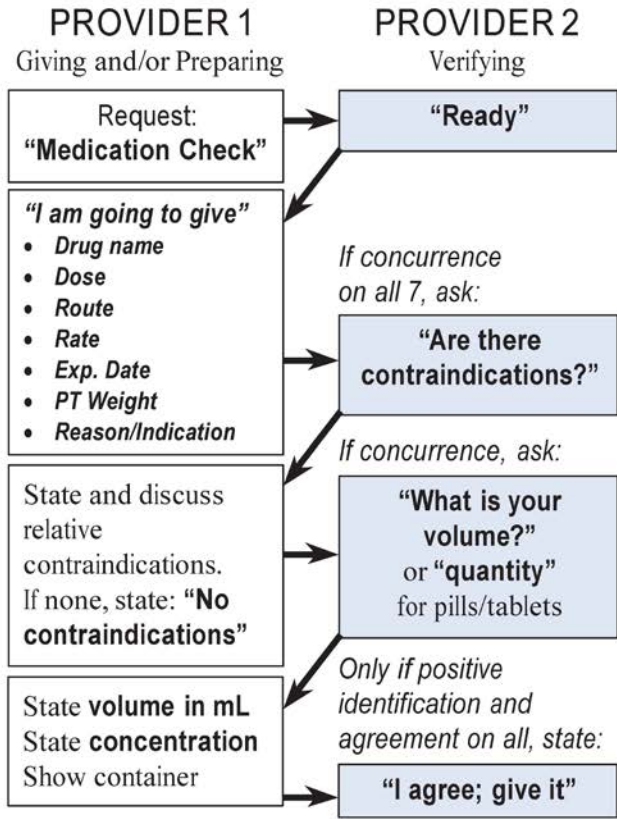 PROVIDER 1
Giving and/or Preparing
PROVIDER 2
Verifying
Request:
“Medication Check”
“Ready”
“I am going to give”
• Drug name
• Dose
• Route
• Rate
• Exp. Date
• PT Weight
• Reason/Indication
If concurrence
on all 7, ask:
“Are there
contraindications?”
State and discuss
relative
contraindications.
If none, state: “No
contraindications”
If concurrence, ask:
“What is your
volume?”
or “quantity”
for pills/tablets
State volume in mL
State concentration
Show container
Only if positive
identification and
agreement on all, state:
“I agree; give it”